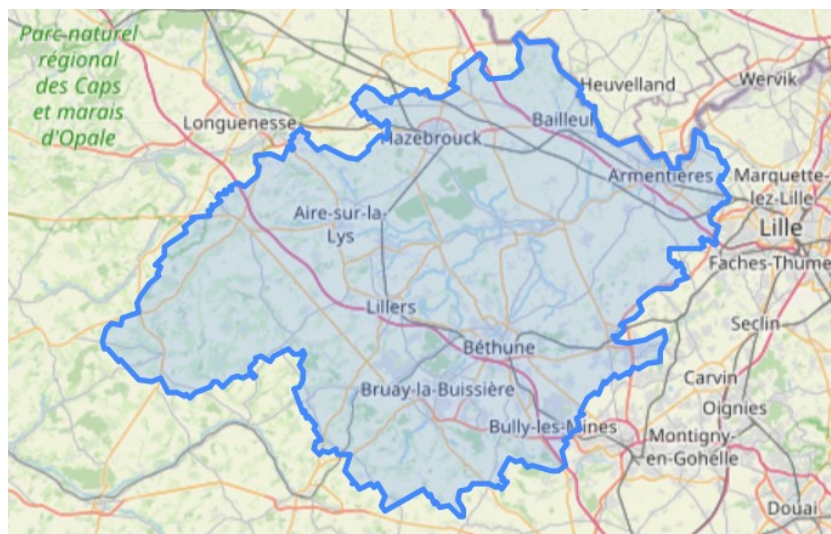 Parc naturel
régional
des Caps
et marais
d'Opale
Heuvelland
Wervik
Longuenesse
Bailleul
Hazebrouck
Armentières
Marquette-
lez-Lille
Aire-sur-la-
Lys
Lille
Faches-Thume
Lillers
Seclin
Béthune
Carvin
Bruay-la-Buissière
Oignies
Bully-les-Mines
Montigny-
en-Gohelle
Douai